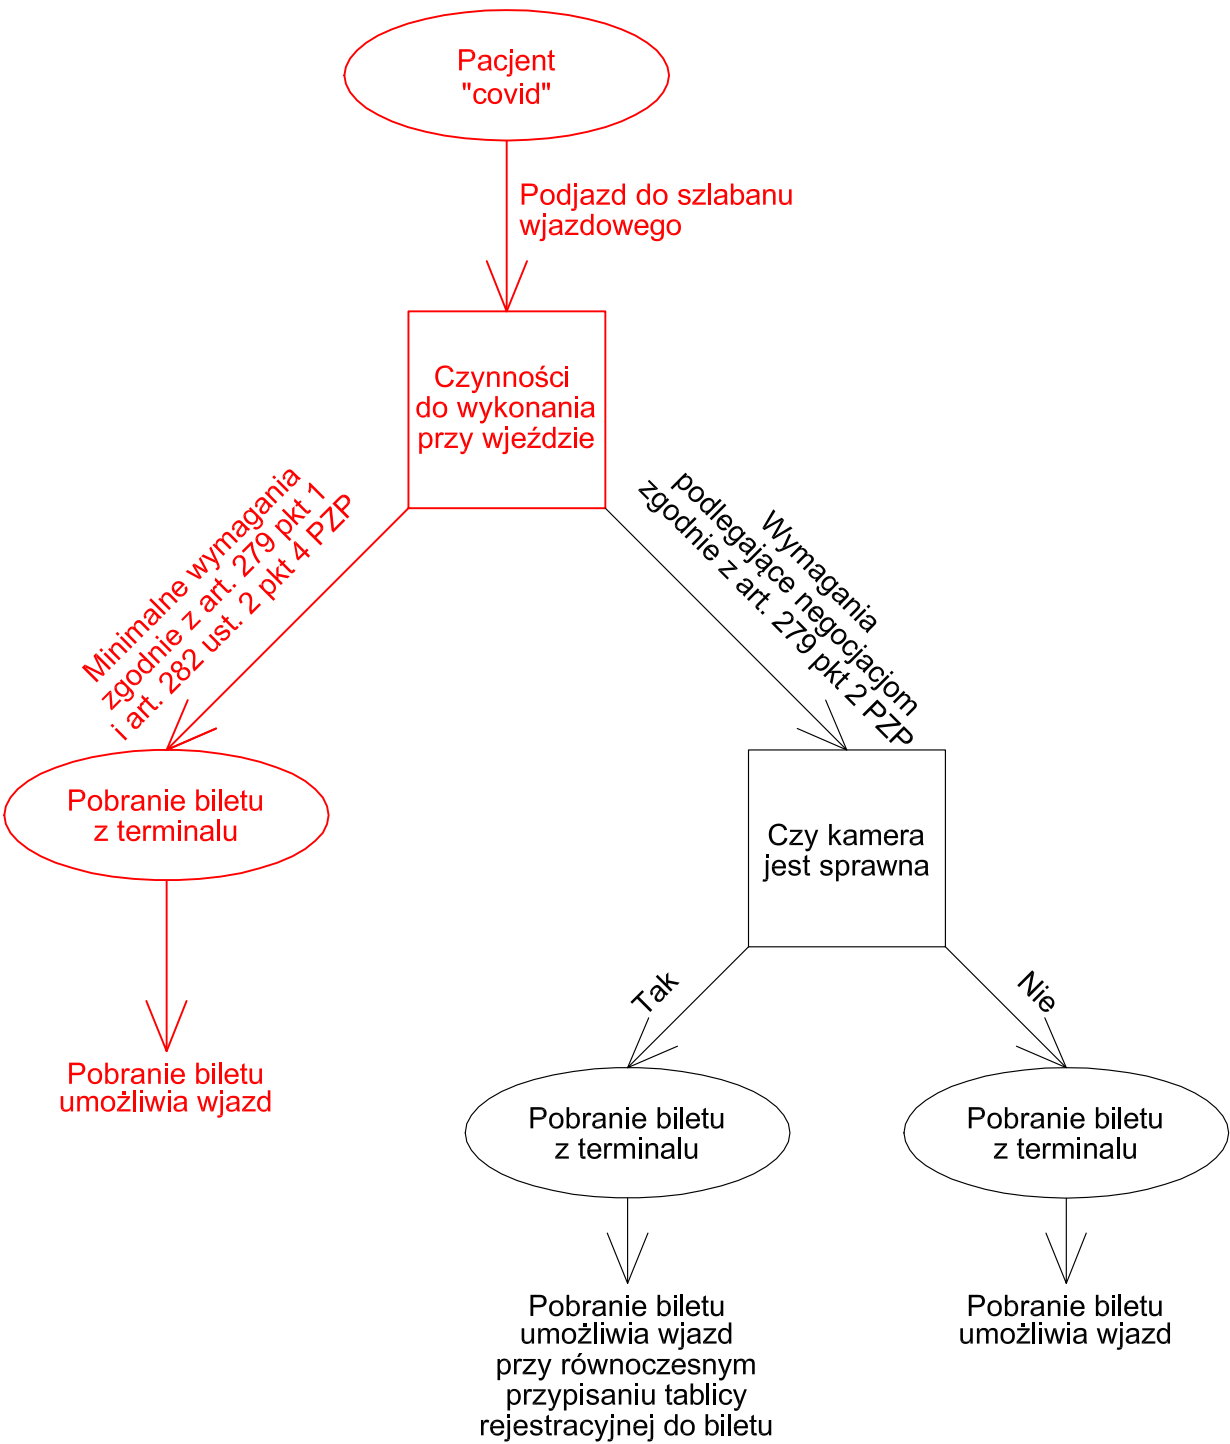 Pacjent
"covid"
Podjazd do szlabanu
wjazdowego
Czynności
do wykonania
przy wjeździe
Minimalne wymagania
zgodnie z art. 279 pkt 1
i art. 282 ust. 2 pkt 4 PZP
Wymagania
podlegające negocjacjom
zgodnie z art. 279 pkt 2 PZP
Pobranie biletu
z terminalu
Czy kamera
jest sprawna
Tak
Nie
Pobranie biletu
umożliwia wjazd
Pobranie biletu
z terminalu
Pobranie biletu
z terminalu
Pobranie biletu
umożliwia wjazd
przy równoczesnym
przypisaniu tablicy
rejestracyjnej do biletu
Pobranie biletu
umożliwia wjazd